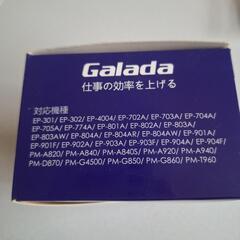 Galada
仕事の効率を上げる
対応機種
EP-301/ EP-302/ EP-4004/ EP-702A/ EP-703A/ EP-704A/
EP-705A/ EP-774A/ EP-801A/ EP-802A/ EP-803A/
EP-803AW/ EP-804A/ EP-804AR/ EP-804AW/ EP-901A/
EP-901F/ EP-902A/ EP-903A/ EP-903F/ EP-904A/ EP-904F/
PM-A820/ PM-A840/ PM-A840S/ PM-A920/ PM-A940/
PM-D870/ PM-G4500/ PM-G850/ PM-G860/ PM-T960